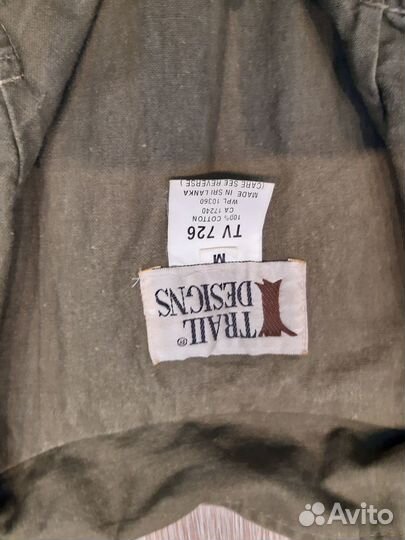 TRAIL
DESIGNS
®
M
TV 726
100% COTTON
CA 17240
WPL 10360
MADE IN SRI LANKA
(CARE SEE REVERSE)
Avito